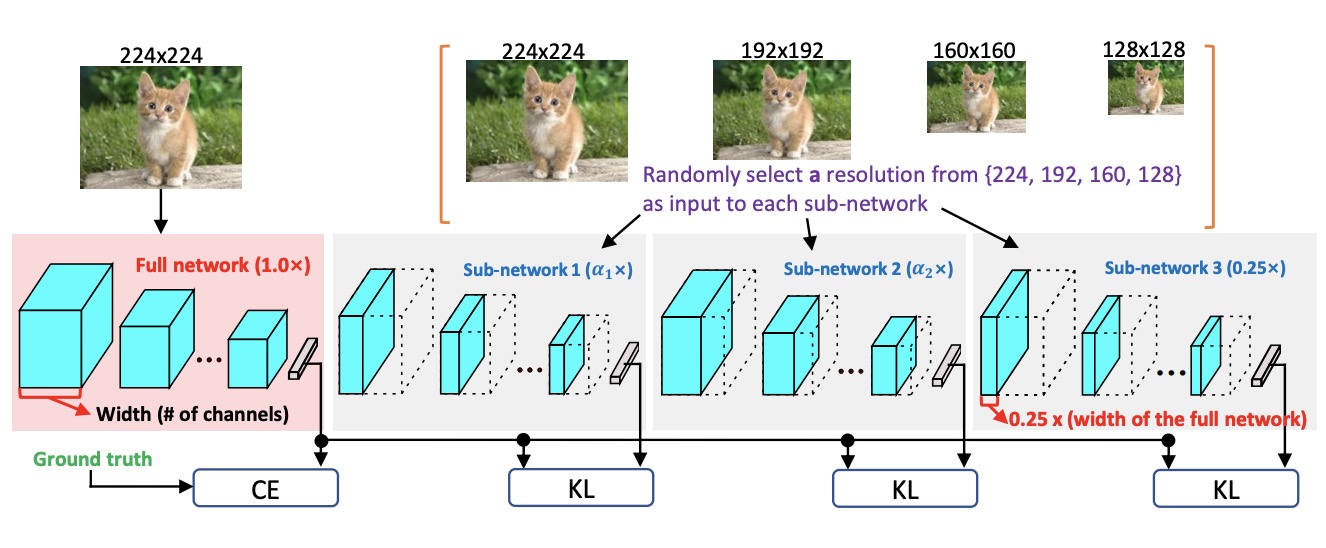 224x224
224x224
192x192
160x160
128x128
Randomly select a resolution from {224, 192, 160, 128}
as input to each sub-network
Full network (1.0×)
Sub-network 1 (α₁×)
Sub-network 2 (α₂×)
Sub-network 3 (0.25×)
...
...
...
...
Width (# of channels)
0.25 x (width of the full network)
Ground truth
CE
KL
KL
KL